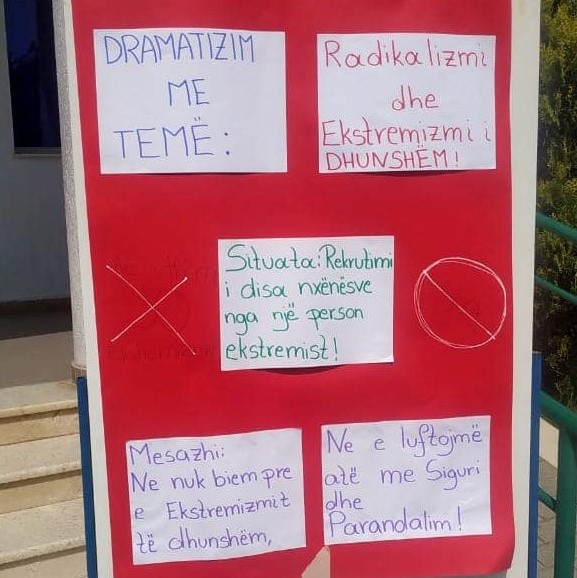 DRAMATIZIM
ME
TEMË:
Radikalizmi
dhe
Ekstremizmi i
DHUNSHËM!
Situata: Rekrutimi
i disa nxënësve
nga një person
ekstremist!
Mesazhi:
Ne nuk biem pre
e Ekstremizmit
të dhunshëm,
Ne e luftojmë
atë me Siguri
dhe
Parandalim!